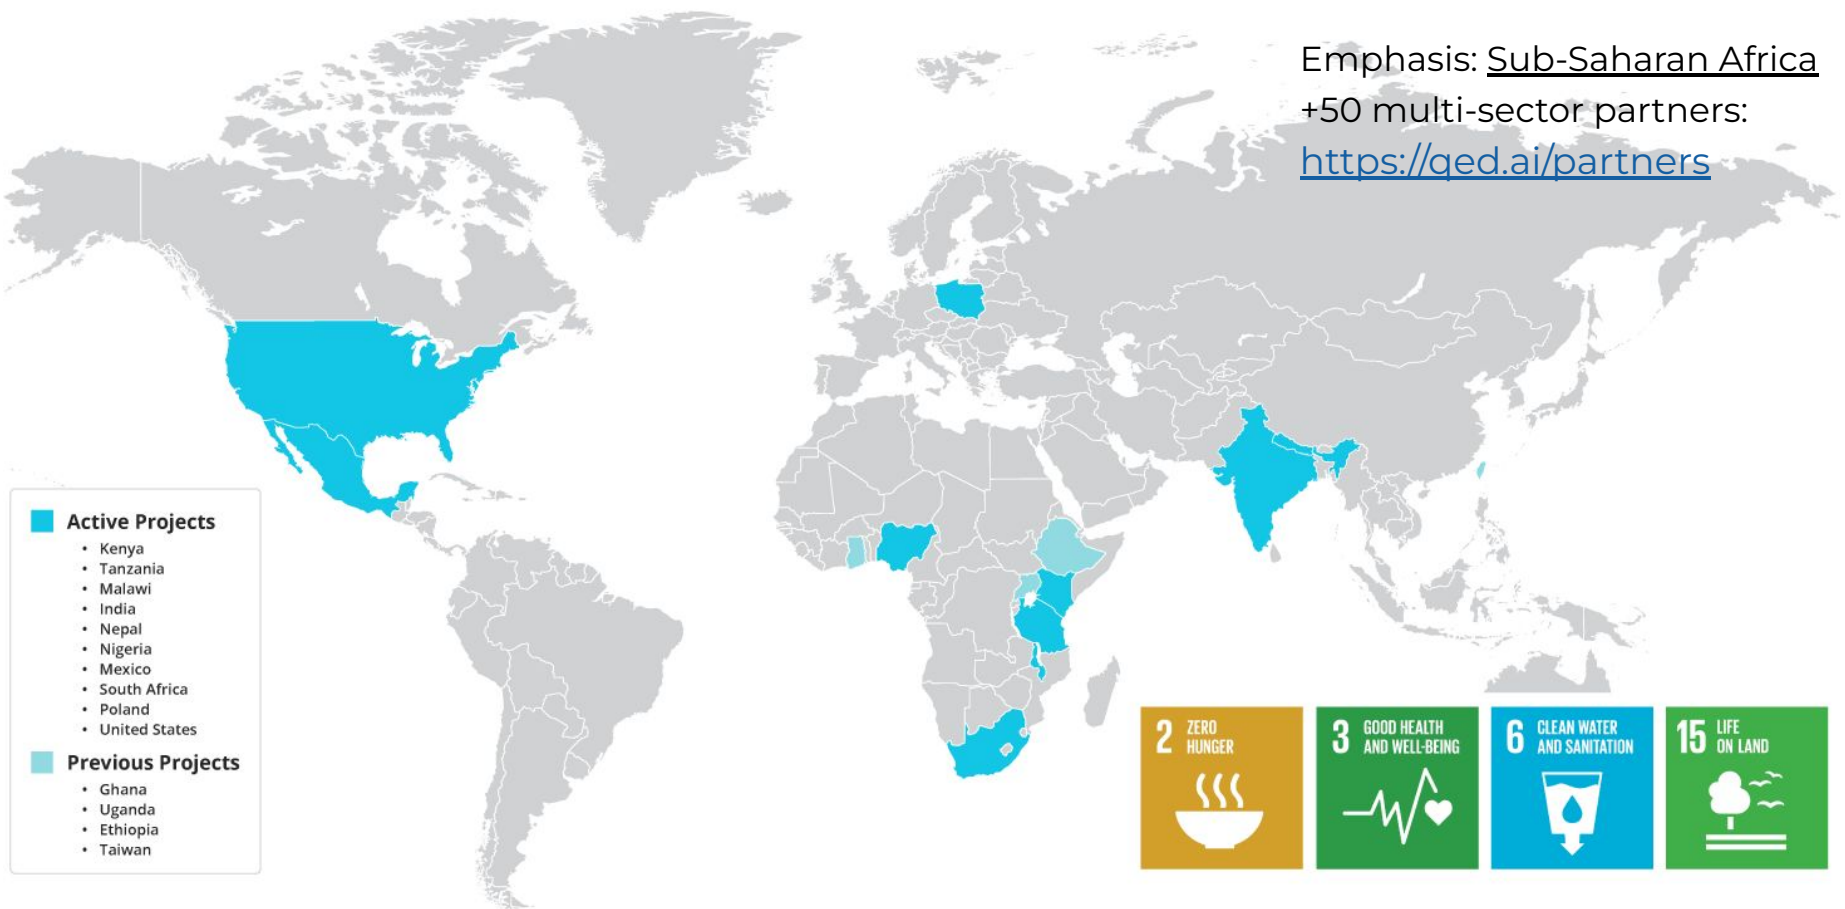 Emphasis: Sub-Saharan Africa
+50 multi-sector partners:
https://qed.ai/partners
Active Projects
• Kenya
• Tanzania
• Malawi
• India
• Nepal
• Nigeria
• Mexico
• South Africa
• Poland
• United States
Previous Projects
• Ghana
• Uganda
• Ethiopia
• Taiwan
2 ZERO
HUNGER
3 GOOD HEALTH
AND WELL-BEING
6 CLEAN WATER
AND SANITATION
15 LIFE
ON LAND